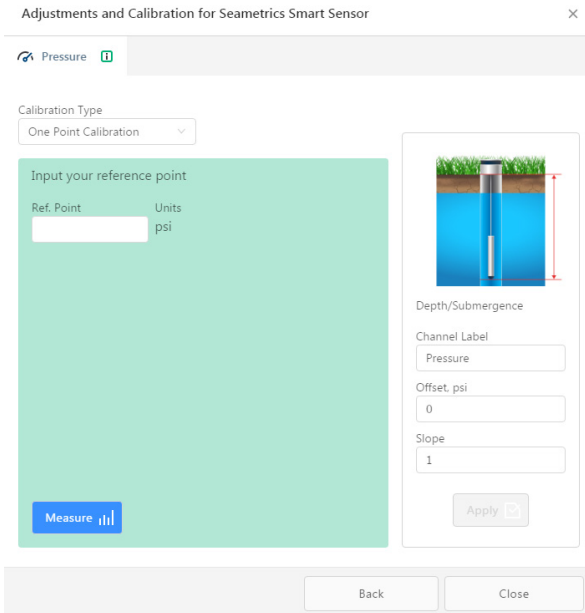 Adjustments and Calibration for Seametrics Smart Sensor
Pressure
Calibration Type
One Point Calibration
Input your reference point
Ref. Point Units
psi
Measure
Depth/Submergence
Channel Label
Pressure
Offset, psi
0
Slope
1
Apply
Back Close